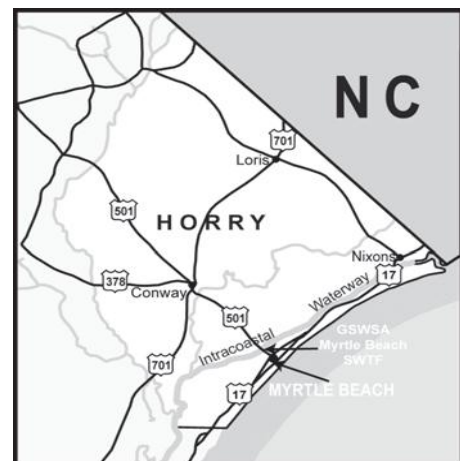 NC
701
Loris
501
HORRY
Nixons
17
378
Conway
Waterway
501
GSWSA
Myrtle Beach
SWTF
Intracoastal
701
17
MYRTLE BEACH